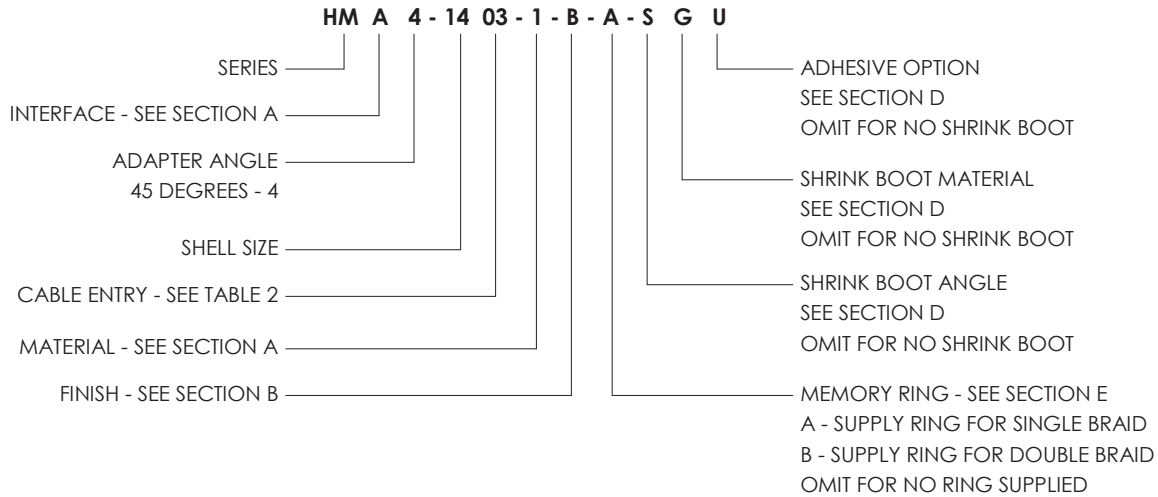 HM A 4 - 14 03 - 1 - B - A - S G U
SERIES
INTERFACE - SEE SECTION A
ADAPTER ANGLE
45 DEGREES - 4
SHELL SIZE
CABLE ENTRY - SEE TABLE 2
MATERIAL - SEE SECTION A
FINISH - SEE SECTION B
ADHESIVE OPTION
SEE SECTION D
OMIT FOR NO SHRINK BOOT
SHRINK BOOT MATERIAL
SEE SECTION D
OMIT FOR NO SHRINK BOOT
SHRINK BOOT ANGLE
SEE SECTION D
OMIT FOR NO SHRINK BOOT
MEMORY RING - SEE SECTION E
A - SUPPLY RING FOR SINGLE BRAID
B - SUPPLY RING FOR DOUBLE BRAID
OMIT FOR NO RING SUPPLIED